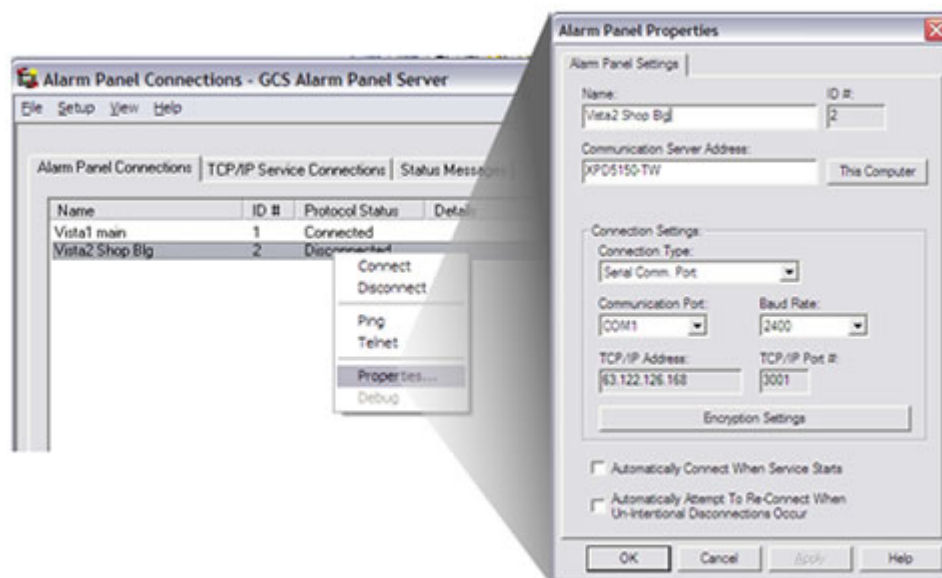 Alarm Panel Connections - GCS Alarm Panel Server
File Setup View Help
Alarm Panel Connections TCP/IP Service Connections Status Messages
Name ID # Protocol Status Details
Vista1 main 1 Connected
Vista2 Shop Blg 2 Disconnected
Connect
Disconnect
Ping
Telnet
Properties...
Debug
Alarm Panel Properties
Alarm Panel Settings
Name: ID #:
Vista2 Shop Blg 2
Communication Server Address:
XPD5150-TW This Computer
Connection Settings:
Connection Type:
Serial Comm. Port
Communication Port: Baud Rate:
COM1 2400
TCP/IP Address: TCP/IP Port #:
63.122.126.168 3001
Encryption Settings
Automatically Connect When Service Starts
Automatically Attempt To Re-Connect When
Un-Intentional Disconnections Occur
OK Cancel Apply Help